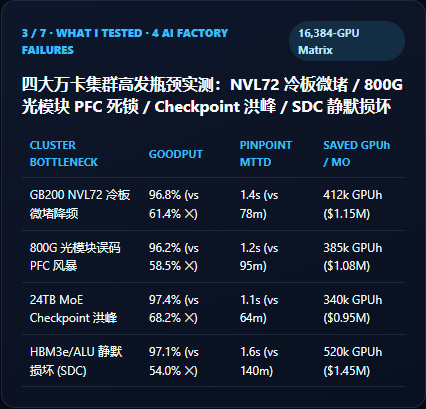 3 / 7 · WHAT I TESTED · 4 AI FACTORY
FAILURES
16,384-GPU
Matrix
四大万卡集群高发瓶颈实测：NVL72 冷板微堵 / 800G
光模块 PFC 死锁 / Checkpoint 洪峰 / SDC 静默损坏
CLUSTER
BOTTLENECK
GOODPUT
PINPOINT
MTTD
SAVED GPUh
/ MO
GB200 NVL72 冷板
微堵降频
96.8% (vs
61.4% ✕)
1.4s (vs
78m)
412k GPUh
($1.15M)
800G 光模块误码
PFC 风暴
96.2% (vs
58.5% ✕)
1.2s (vs
95m)
385k GPUh
($1.08M)
24TB MoE
Checkpoint 洪峰
97.4% (vs
68.2% ✕)
1.1s (vs
64m)
340k GPUh
($0.95M)
HBM3e/ALU 静默
损坏 (SDC)
97.1% (vs
54.0% ✕)
1.6s (vs
140m)
520k GPUh
($1.45M)